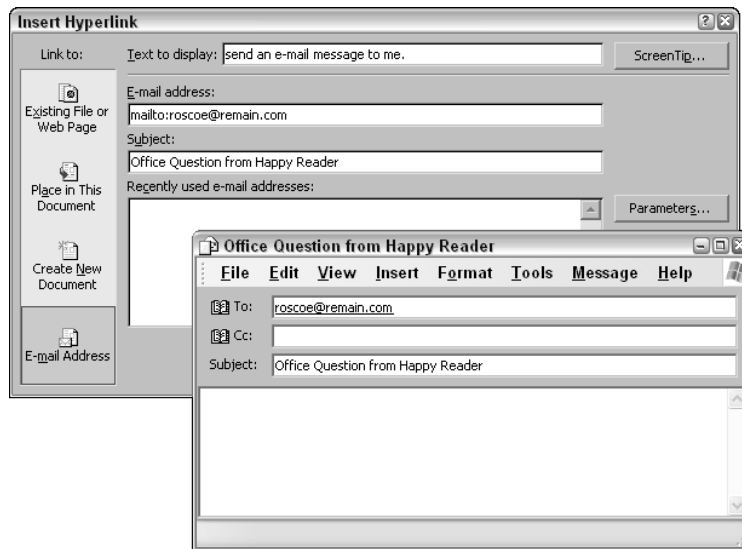 Insert Hyperlink
Link to:
Text to display: send an e-mail message to me.
ScreenTip...
Existing File or
Web Page
E-mail address:
mailto:roscoe@remain.com
Subject:
Office Question from Happy Reader
Place in This
Document
Recently used e-mail addresses:
Parameters...
Create New
Document
E-mail Address
Office Question from Happy Reader
File Edit View Insert Format Tools Message Help
To: roscoe@remain.com
Cc:
Subject: Office Question from Happy Reader